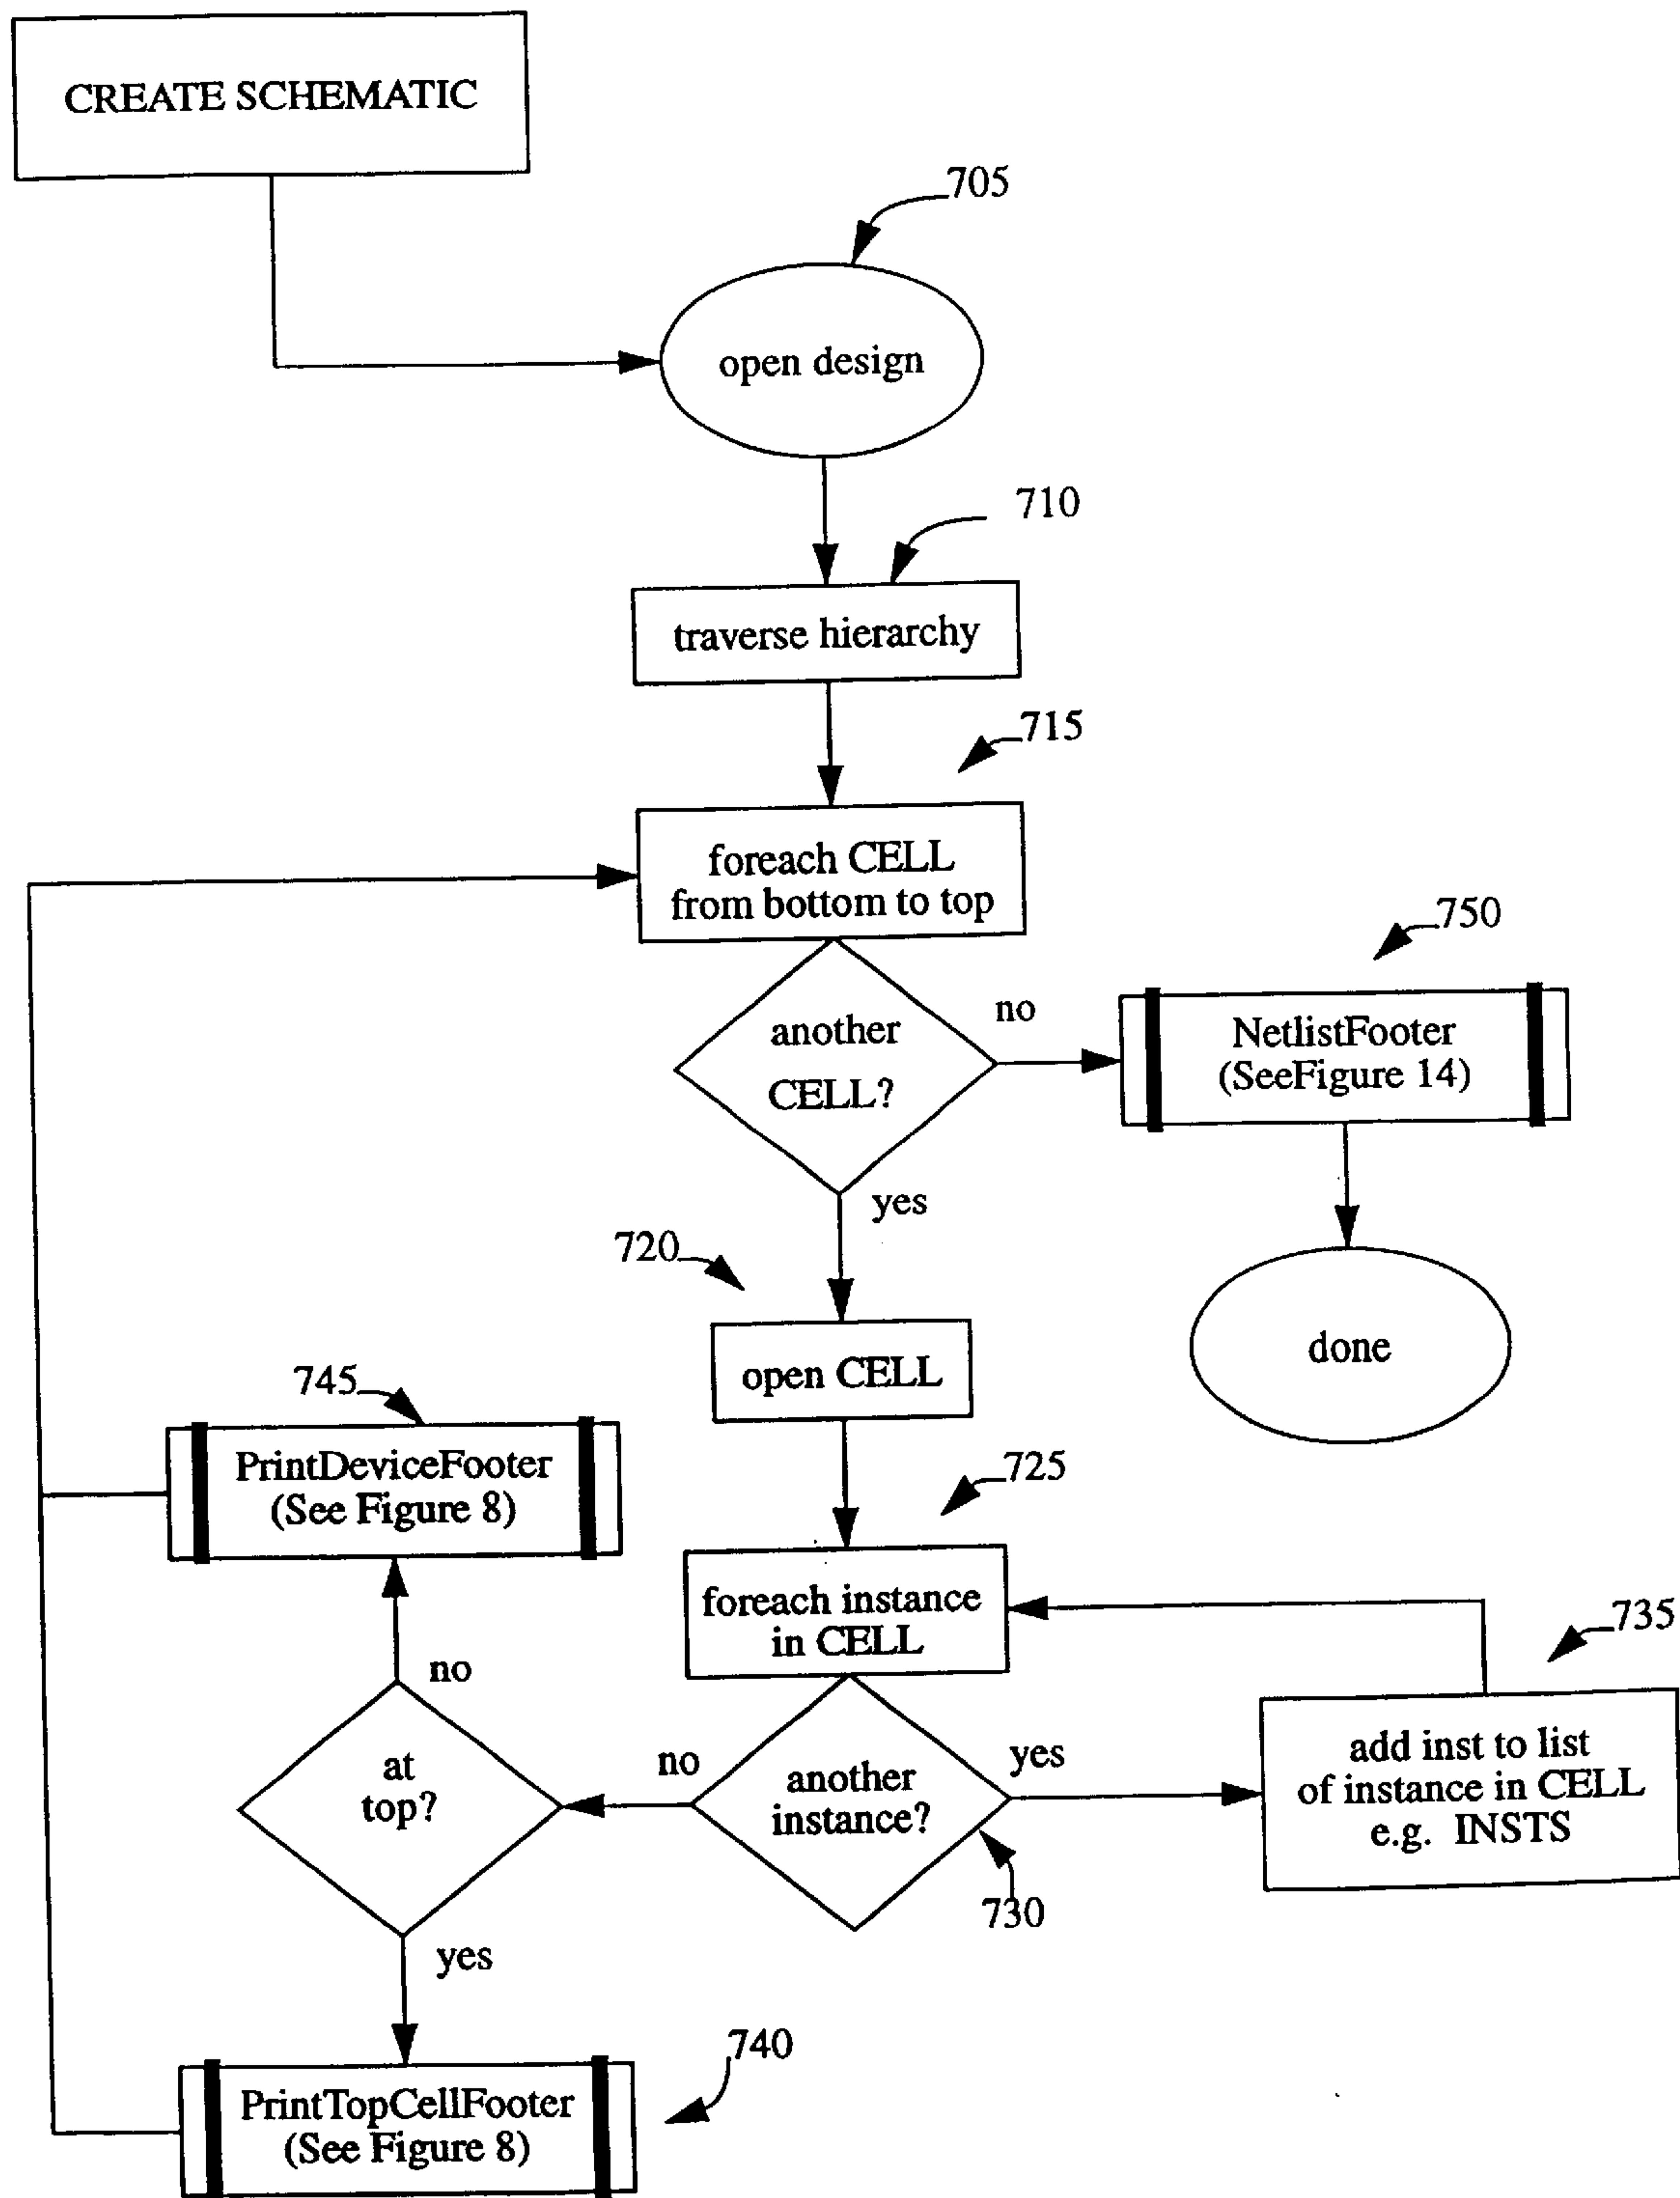 CREATE SCHEMATIC
705
open design
710
traverse hierarchy
715
foreach CELL
from bottom to top
750
another
CELL?
no
NetlistFooter
(SeeFigure 14)
yes
720
done
open CELL
745
PrintDeviceFooter
(See Figure 8)
725
foreach instance
in CELL
735
no
at
top?
no
another
instance?
yes
add inst to list
of instance in CELL
e.g. INSTS
730
yes
740
PrintTopCellFooter
(See Figure 8)